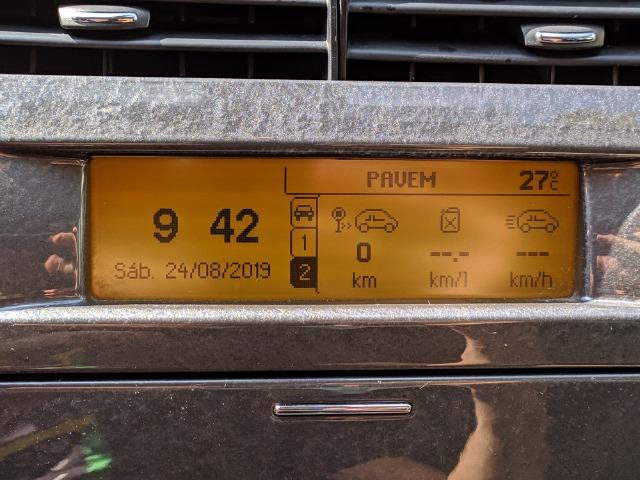 PAVEM 27°C
9 42
Sáb. 24/08/2019
1
2
0 --.- ---
km km/l km/h